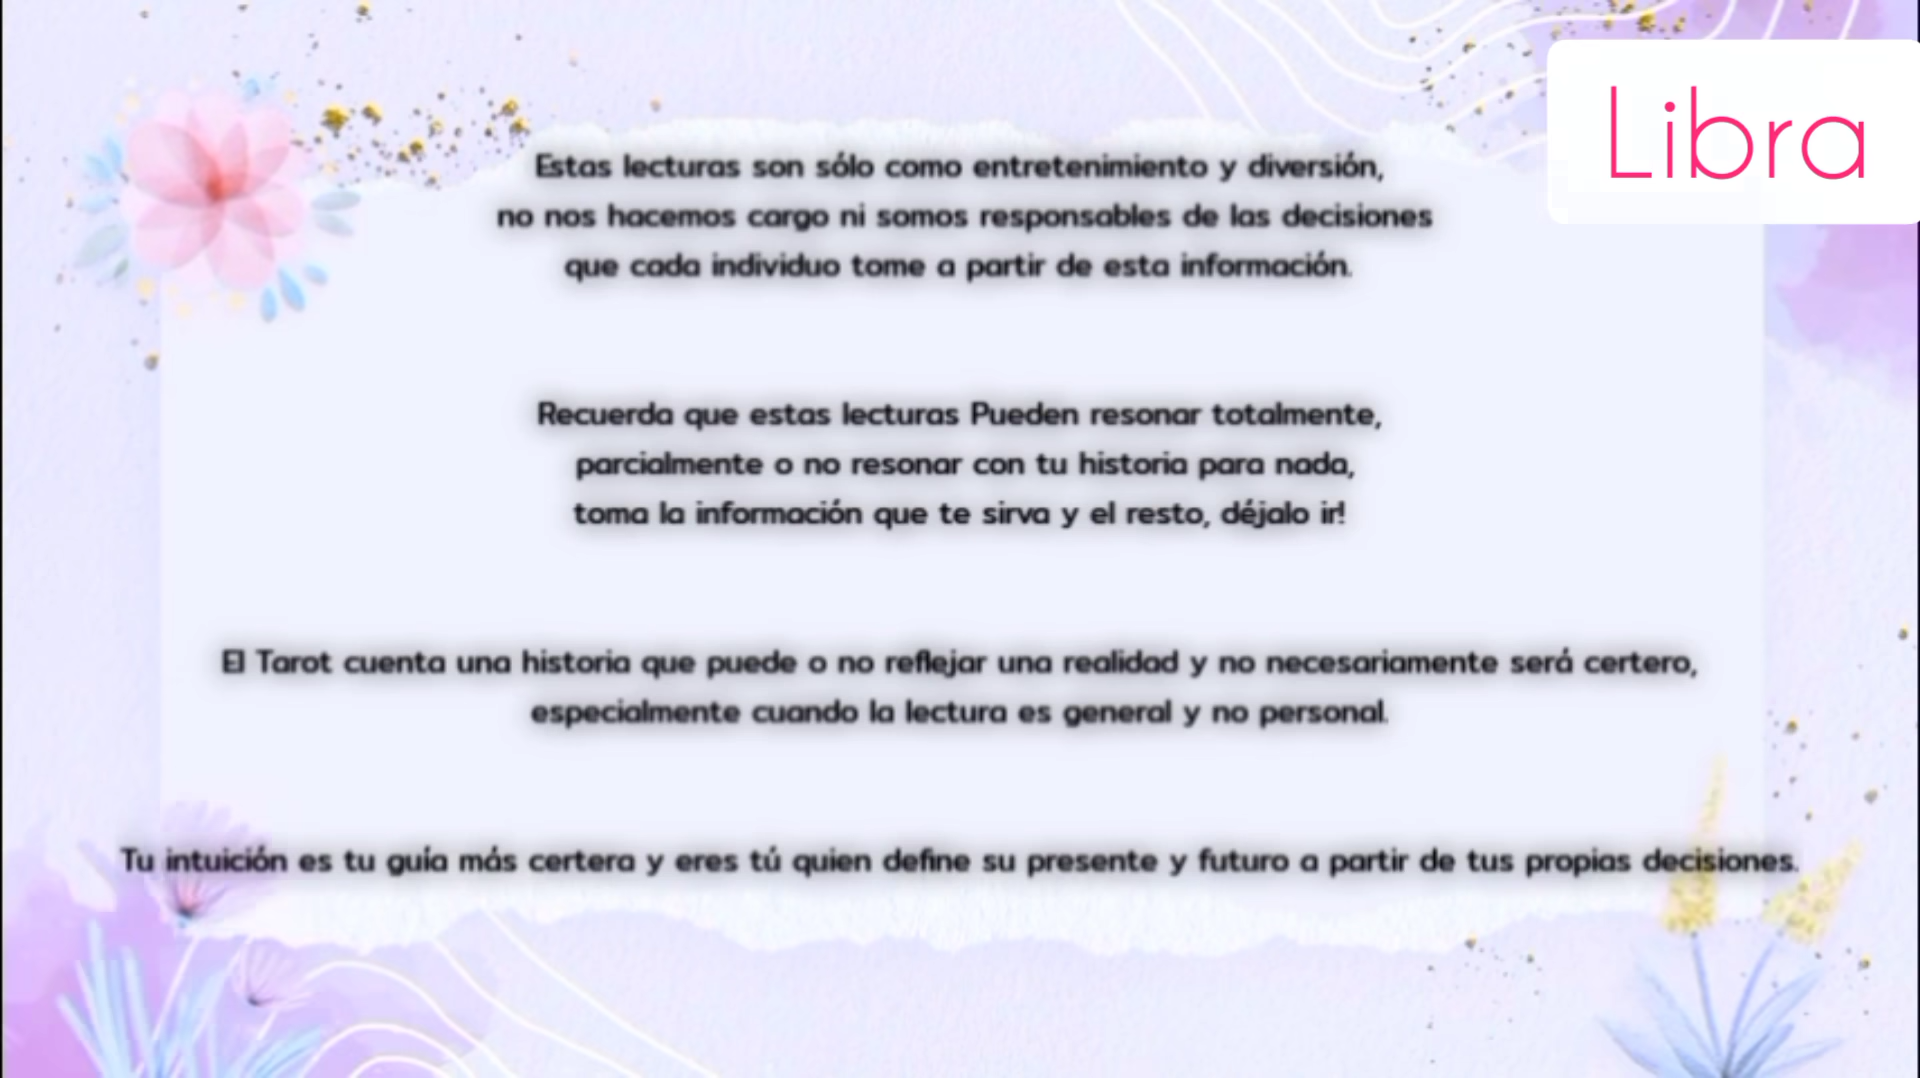 Libra
Estas lecturas son sólo como entretenimiento y diversión,
no nos hacemos cargo ni somos responsables de las decisiones
que cada individuo tome a partir de esta información.
Recuerda que estas lecturas Pueden resonar totalmente,
parcialmente o no resonar con tu historia para nada,
toma la información que te sirva y el resto, déjalo ir!
El Tarot cuenta una historia que puede o no reflejar una realidad y no necesariamente será certero,
especialmente cuando la lectura es general y no personal.
Tu intuición es tu guía más certera y eres tú quien define su presente y futuro a partir de tus propias decisiones.